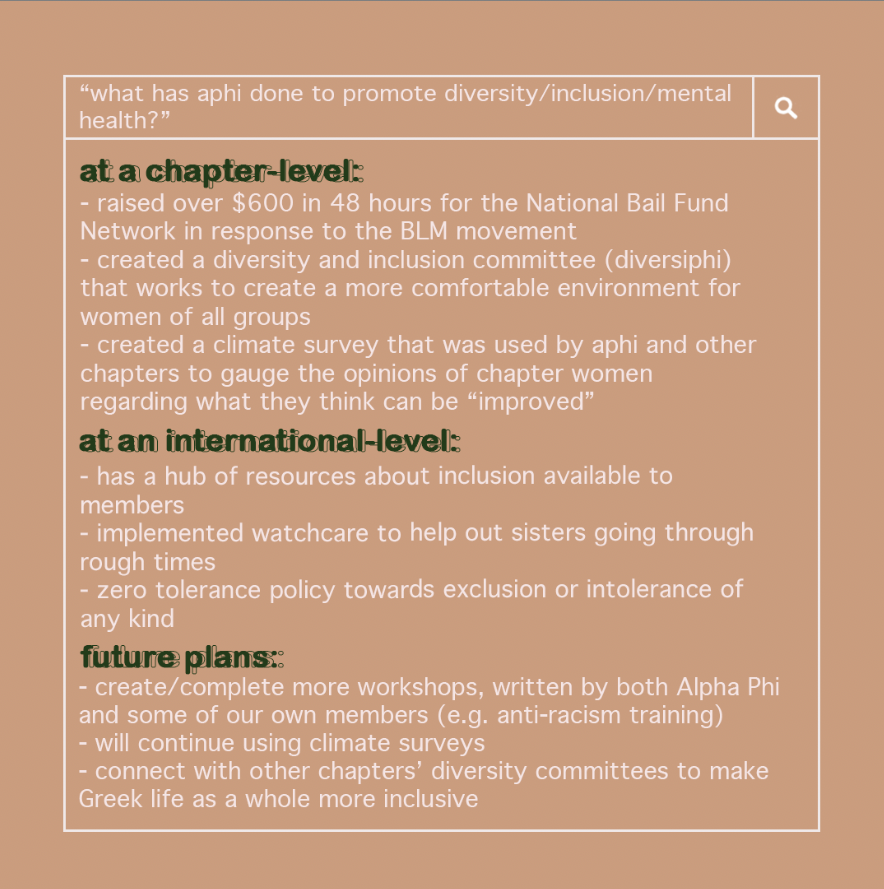 “what has aphi done to promote diversity/inclusion/mental
health?”
at a chapter-level:
- raised over $600 in 48 hours for the National Bail Fund
Network in response to the BLM movement
- created a diversity and inclusion committee (diversiphi)
that works to create a more comfortable environment for
women of all groups
- created a climate survey that was used by aphi and other
chapters to gauge the opinions of chapter women
regarding what they think can be “improved”
at an international-level:
- has a hub of resources about inclusion available to
members
- implemented watchcare to help out sisters going through
rough times
- zero tolerance policy towards exclusion or intolerance of
any kind
future plans:
- create/complete more workshops, written by both Alpha Phi
and some of our own members (e.g. anti-racism training)
- will continue using climate surveys
- connect with other chapters’ diversity committees to make
Greek life as a whole more inclusive